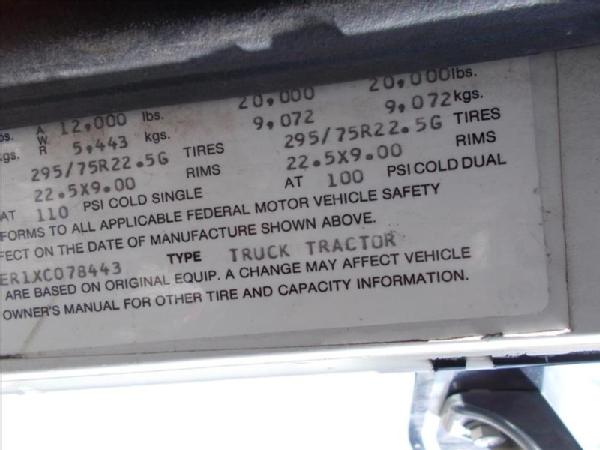 12,000 lbs. 20,000 20,000lbs.
5,443 kgs. 9,072 9,072kgs.
295/75R22.5G TIRES 295/75R22.5G TIRES
22.5X9.00 RIMS 22.5X9.00 RIMS
AT 110 PSI COLD SINGLE AT 100 PSI COLD DUAL
FORMS TO ALL APPLICABLE FEDERAL MOTOR VEHICLE SAFETY
FECT ON THE DATE OF MANUFACTURE SHOWN ABOVE.
ER1XC078443 TYPE TRUCK TRACTOR
ARE BASED ON ORIGINAL EQUIP. A CHANGE MAY AFFECT VEHICLE
OWNER'S MANUAL FOR OTHER TIRE AND CAPACITY INFORMATION.